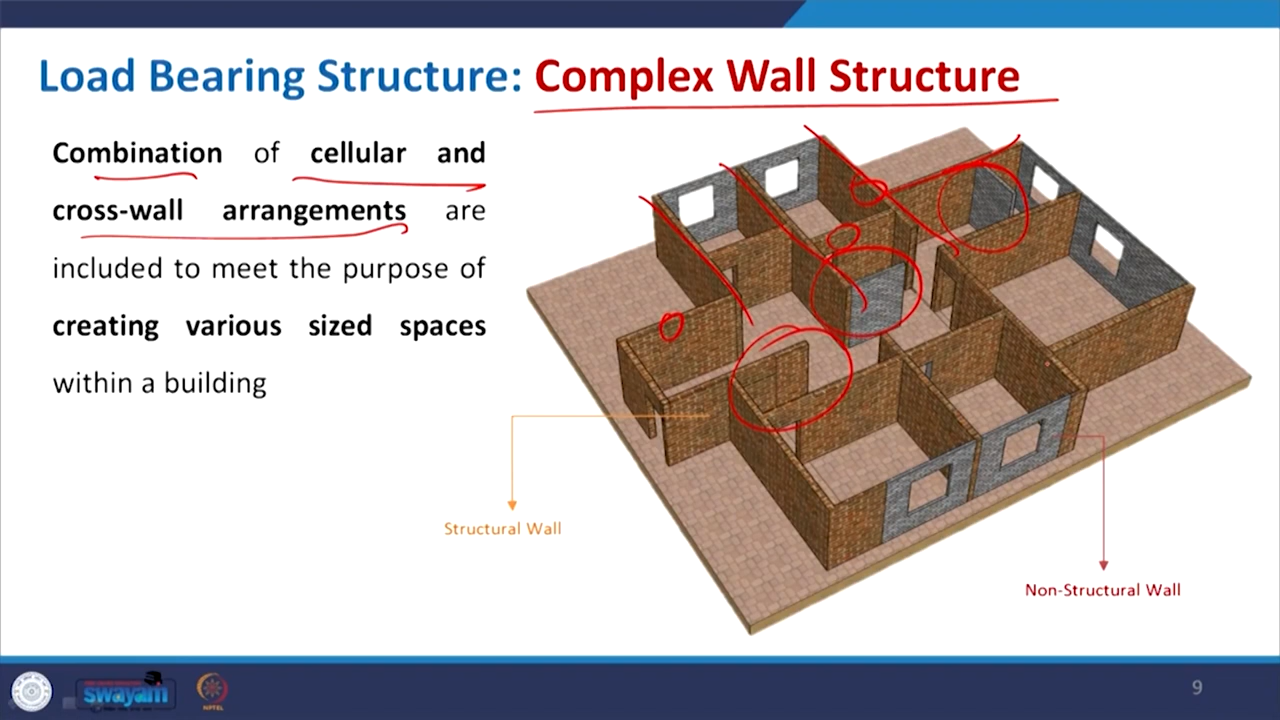 Load Bearing Structure: Complex Wall Structure
Combination of cellular and
cross-wall arrangements are
included to meet the purpose of
creating various sized spaces
within a building
Structural Wall
Non-Structural Wall
swayam
NPTEL
9